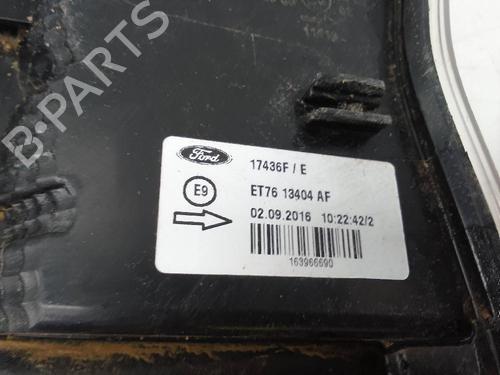 B-PARTS
Ford
17436F / E
E9
ET76 13404 AF
02.09.2016 10:22:42/2
163966690